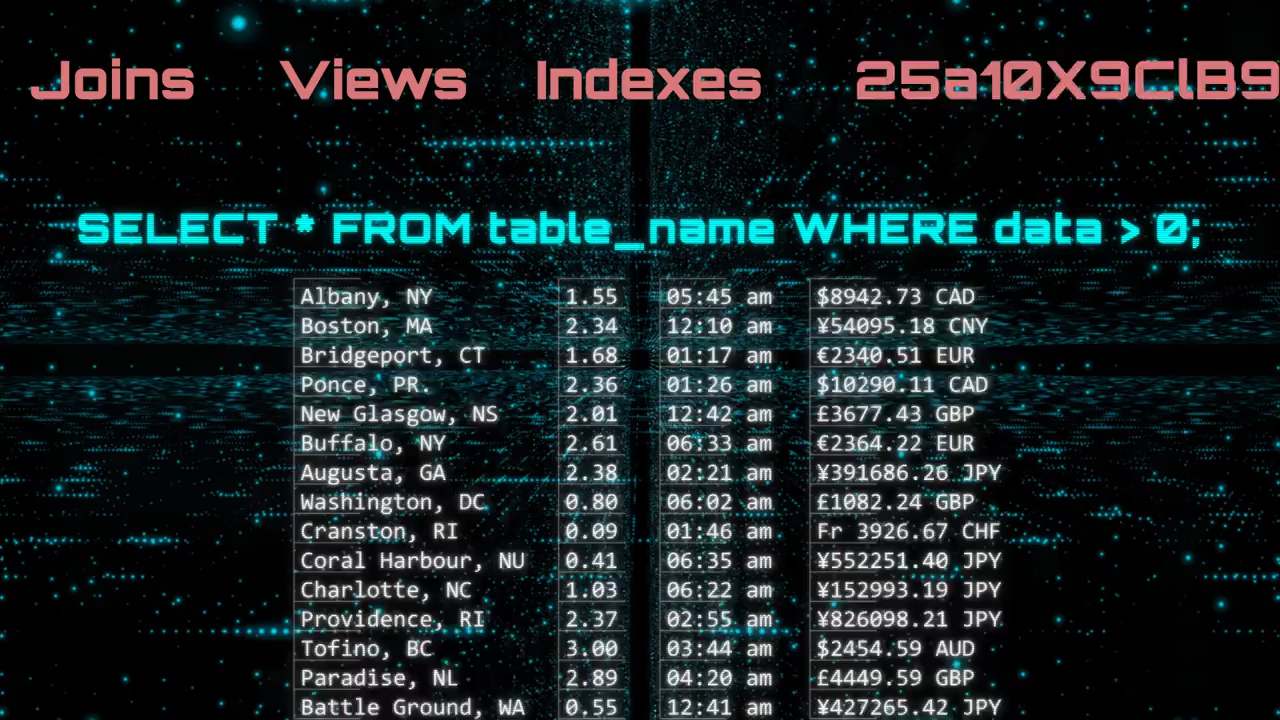 Joins Views Indexes 25a10X9ClB9
SELECT * FROM table_name WHERE data > 0;
Albany, NY 1.55 05:45 am $8942.73 CAD
Boston, MA 2.34 12:10 am ¥54095.18 CNY
Bridgeport, CT 1.68 01:17 am €2340.51 EUR
Ponce, PR. 2.36 01:26 am $10290.11 CAD
New Glasgow, NS 2.01 12:42 am £3677.43 GBP
Buffalo, NY 2.61 06:33 am €2364.22 EUR
Augusta, GA 2.38 02:21 am ¥391686.26 JPY
Washington, DC 0.80 06:02 am £1082.24 GBP
Cranston, RI 0.09 01:46 am Fr 3926.67 CHF
Coral Harbour, NU 0.41 06:35 am ¥552251.40 JPY
Charlotte, NC 1.03 06:22 am ¥152993.19 JPY
Providence, RI 2.37 02:55 am ¥826098.21 JPY
Tofino, BC 3.00 03:44 am $2454.59 AUD
Paradise, NL 2.89 04:20 am £4449.59 GBP
Battle Ground, WA 0.55 12:41 am ¥427265.42 JPY